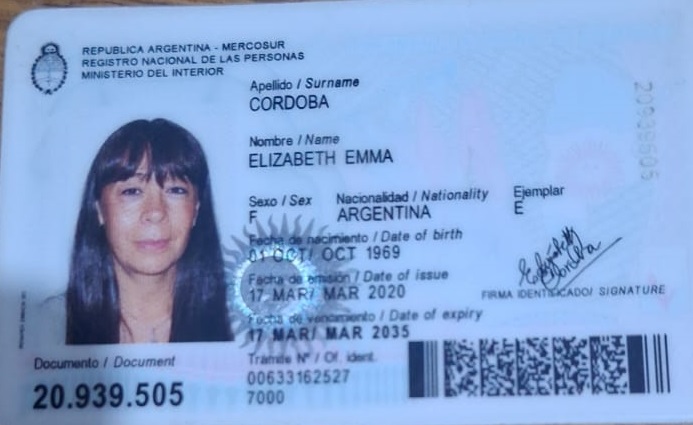 REPUBLICA ARGENTINA - MERCOSUR
REGISTRO NACIONAL DE LAS PERSONAS
MINISTERIO DEL INTERIOR
Apellido / Surname
CORDOBA
Nombre / Name
ELIZABETH EMMA
Sexo / Sex Nacionalidad / Nationality Ejemplar
F ARGENTINA E
Fecha de nacimiento / Date of birth
01 OCT/ OCT 1969
Fecha de emisión / Date of issue
17 MAR/ MAR 2020
Fecha de vencimiento / Date of expiry
17 MAR/ MAR 2035
FIRMA IDENTIFICADO/ SIGNATURE
Documento / Document
20.939.505
Trámite N° / Of. ident.
00633162527
7000
20939505